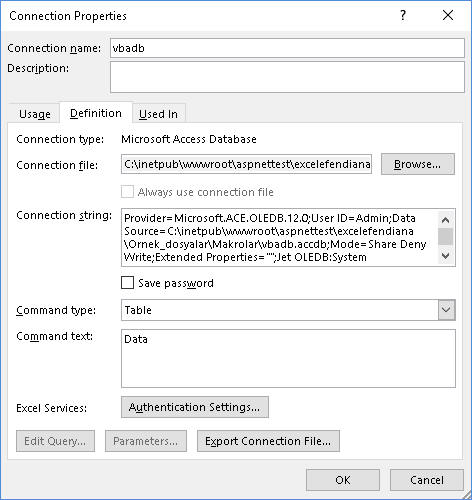 Connection Properties
Connection name: vbadb
Description:
Usage Definition Used In
Connection type: Microsoft Access Database
Connection file: C:\inetpub\wwwroot\aspnettest\excelefendiana Browse...
Always use connection file
Connection string: Provider=Microsoft.ACE.OLEDB.12.0;User ID=Admin;Data
Source=C:\inetpub\wwwroot\aspnettest\excelefendiana
\Ornek_dosyalar\Makrolar\vbadb.accdb;Mode=Share Deny
Write;Extended Properties="";Jet OLEDB:System
Save password
Command type: Table
Command text: Data
Excel Services: Authentication Settings...
Edit Query... Parameters... Export Connection File...
OK Cancel